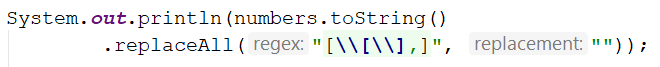 System.out.println(numbers.toString()
.replaceAll( regex: "[\\[\\],]", replacement: ""));